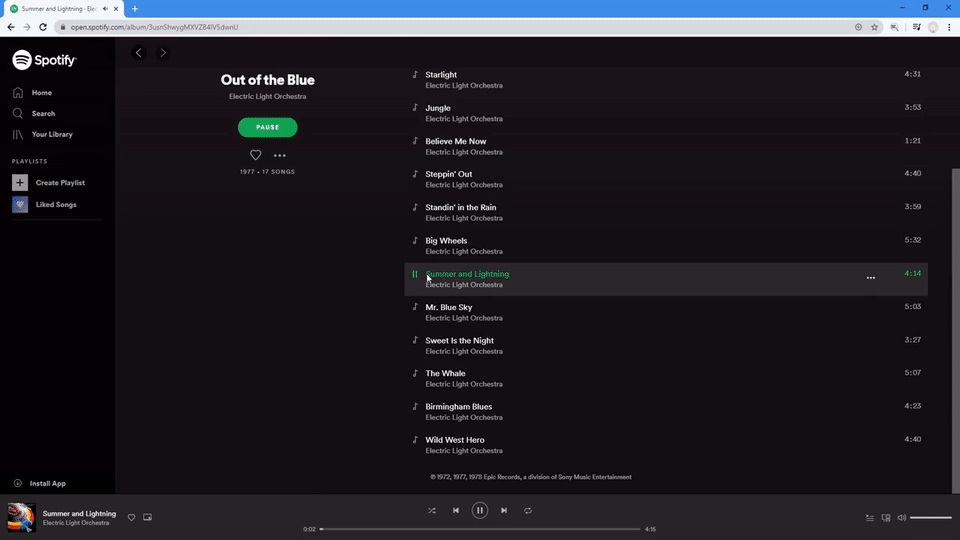 Summer and Lightning - Elec
open.spotify.com/album/3usnShwygMXVZB4IV5dwnU
Spotify
Home
Search
Your Library
PLAYLISTS
Create Playlist
Liked Songs
Install App
Out of the Blue
Electric Light Orchestra
PAUSE
1977 • 17 SONGS
Starlight 4:31
Electric Light Orchestra
Jungle 3:53
Electric Light Orchestra
Believe Me Now 1:21
Electric Light Orchestra
Steppin' Out 4:40
Electric Light Orchestra
Standin' in the Rain 3:59
Electric Light Orchestra
Big Wheels 5:32
Electric Light Orchestra
Summer and Lightning 4:14
Electric Light Orchestra
Mr. Blue Sky 5:03
Electric Light Orchestra
Sweet Is the Night 3:27
Electric Light Orchestra
The Whale 5:07
Electric Light Orchestra
Birmingham Blues 4:23
Electric Light Orchestra
Wild West Hero 4:40
Electric Light Orchestra
℗ 1972, 1977, 1978 Epic Records, a division of Sony Music Entertainment
Summer and Lightning
Electric Light Orchestra
0:02 4:15